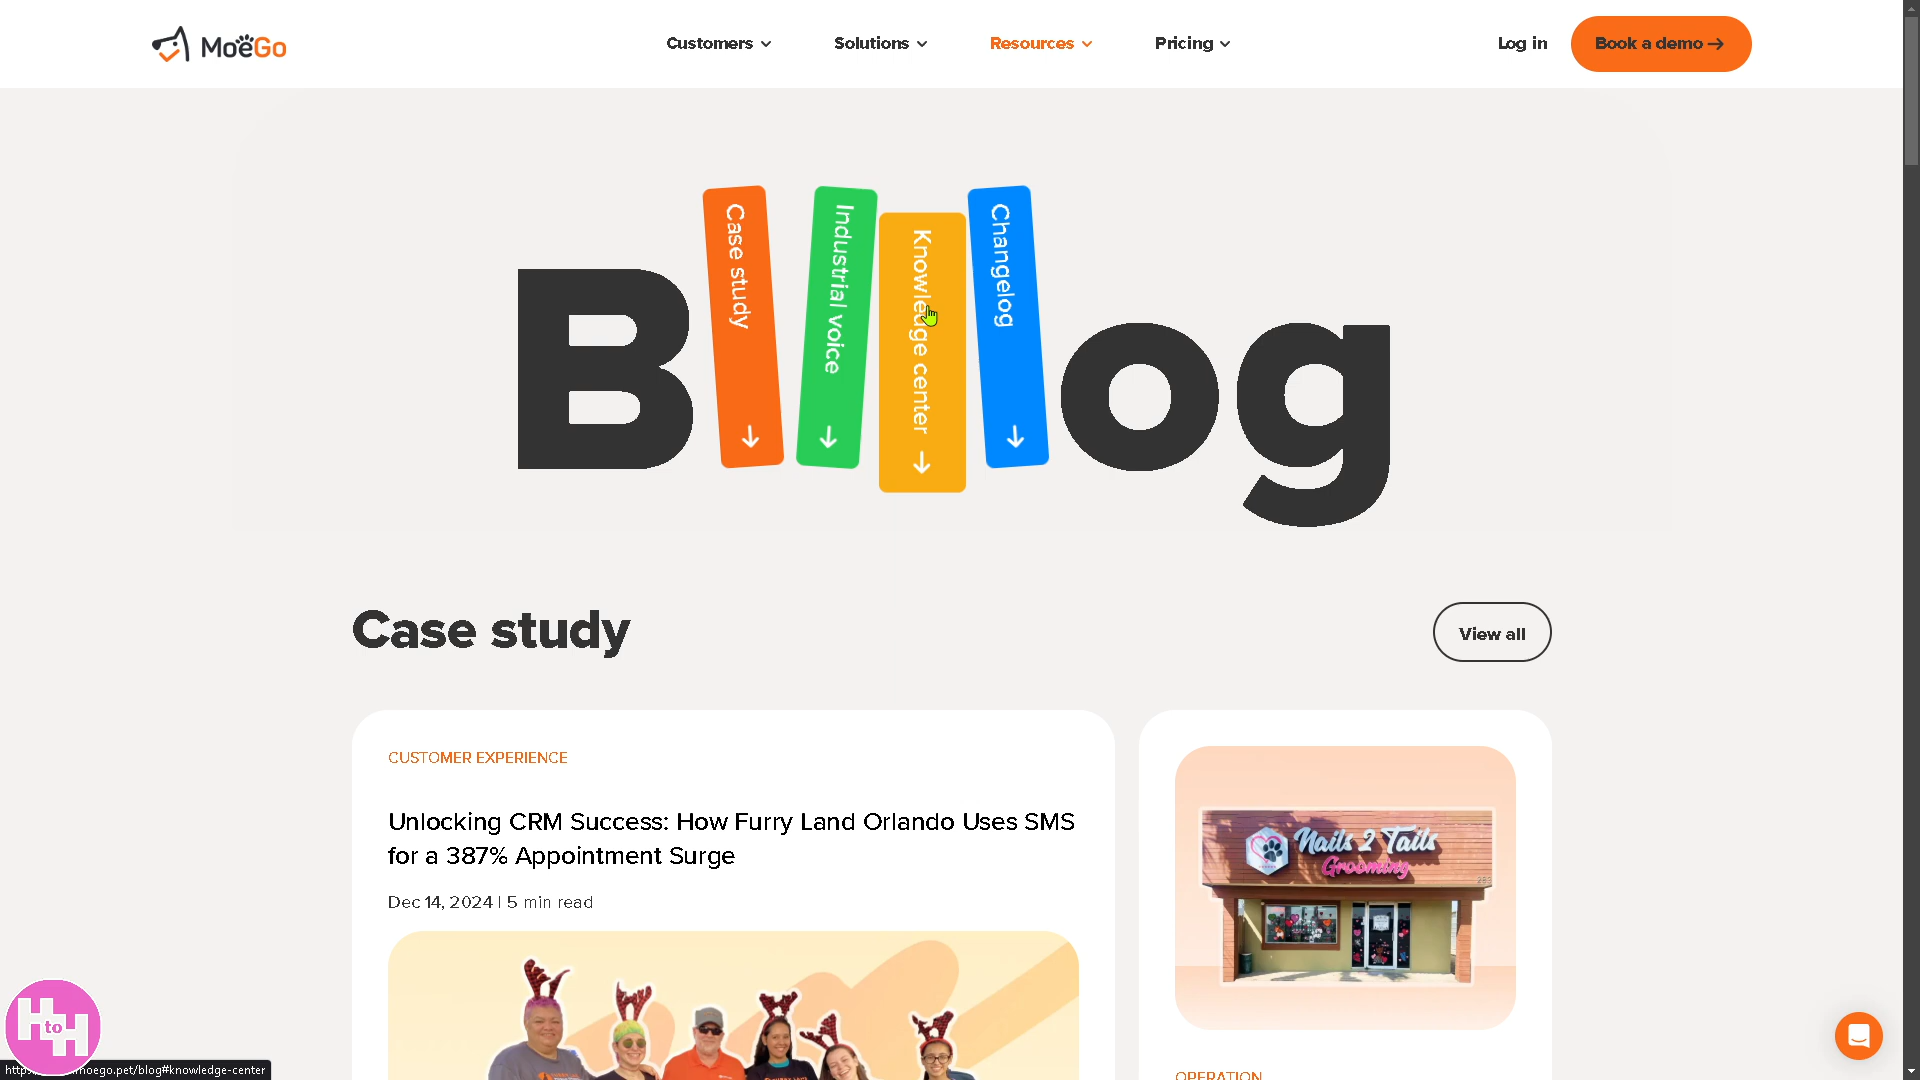 MoeGo
Customers
Solutions
Resources
Pricing
Log in
Book a demo
B
Case study
Industrial voice
Knowledge center
Changelog
og
Case study
View all
CUSTOMER EXPERIENCE
Unlocking CRM Success: How Furry Land Orlando Uses SMS
for a 387% Appointment Surge
Dec 14, 2024 | 5 min read
Nails 2 Tails
Grooming
OPERATION
H to H
moego.pet/blog#knowledge-center